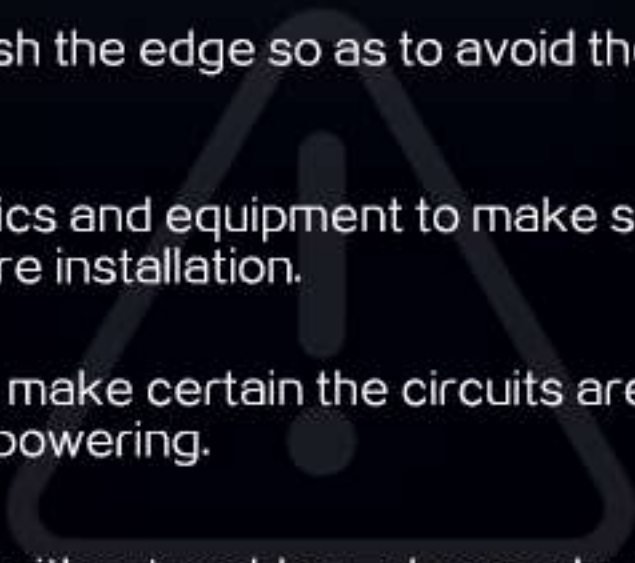 sh the edge so as to avoid the
ics and equipment to make s
re installation.
make certain the circuits are
powering.